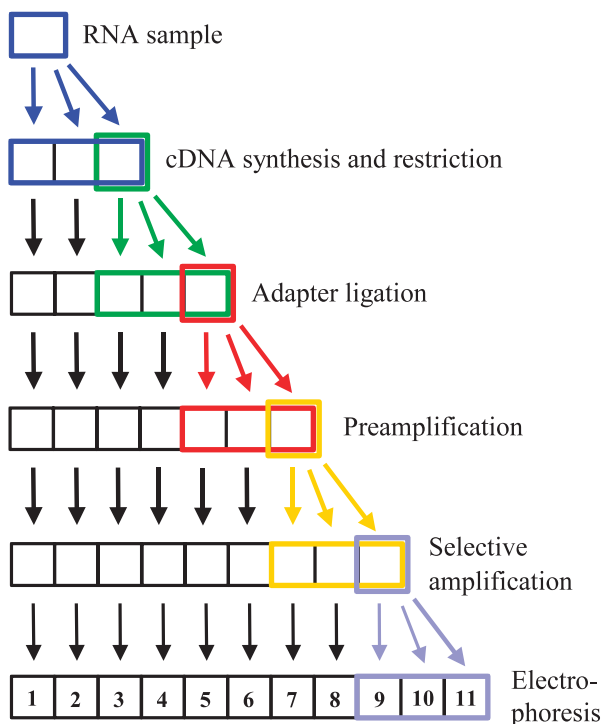 RNA sample
cDNA synthesis and restriction
Adapter ligation
Preamplification
Selective
amplification
1 2 3 4 5 6 7 8 9 10 11
Electro-
phoresis